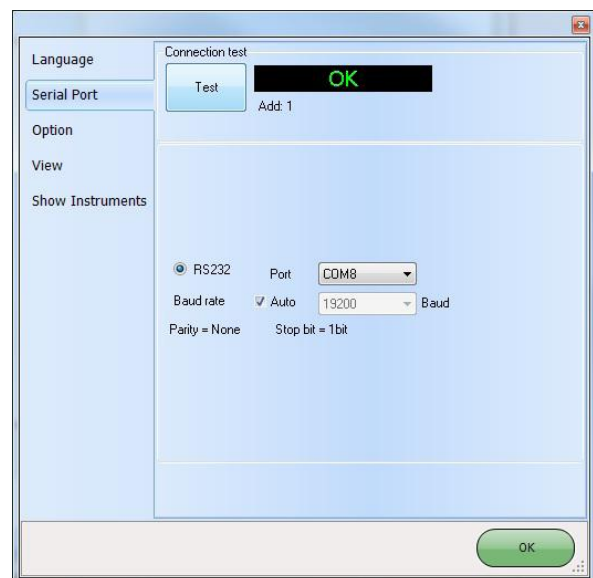 Language
Serial Port
Option
View
Show Instruments
Connection test
Test
OK
Add: 1
RS232 Port COM8
Baud rate Auto 19200 Baud
Parity = None Stop bit = 1bit
OK